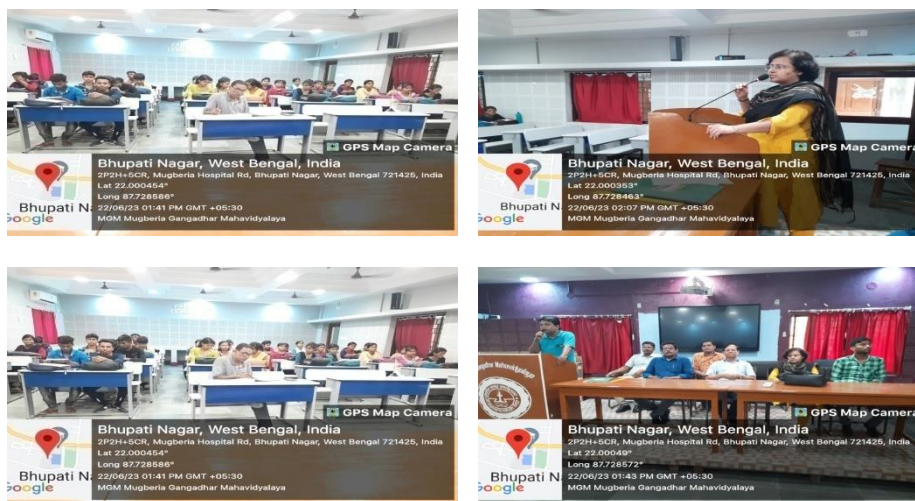 GPS Map Camera
Bhupati Nagar, West Bengal, India
2P2H+5CR, Mugberia Hospital Rd, Bhupati Nagar, West Bengal 721425, India
Lat 22.000454°
Long 87.728586°
22/06/23 01:41 PM GMT +05:30
MGM Mugberia Gangadhar Mahavidyalaya
Bhupati N
Google
GPS Map Camera
Bhupati Nagar, West Bengal, India
2P2H+5CR, Mugberia Hospital Rd, Bhupati Nagar, West Bengal 721425, India
Lat 22.000353°
Long 87.728463°
22/06/23 02:07 PM GMT +05:30
MGM Mugberia Gangadhar Mahavidyalaya
Bhupati N
Google
GPS Map Camera
Bhupati Nagar, West Bengal, India
2P2H+5CR, Mugberia Hospital Rd, Bhupati Nagar, West Bengal 721425, India
Lat 22.000454°
Long 87.728586°
22/06/23 01:41 PM GMT +05:30
MGM Mugberia Gangadhar Mahavidyalaya
Bhupati N
Google
GPS Map Camera
Bhupati Nagar, West Bengal, India
2P2H+5CR, Mugberia Hospital Rd, Bhupati Nagar, West Bengal 721425, India
Lat 22.00049°
Long 87.728572°
22/06/23 01:43 PM GMT +05:30
MGM Mugberia Gangadhar Mahavidyalaya
Bhupati N
Google